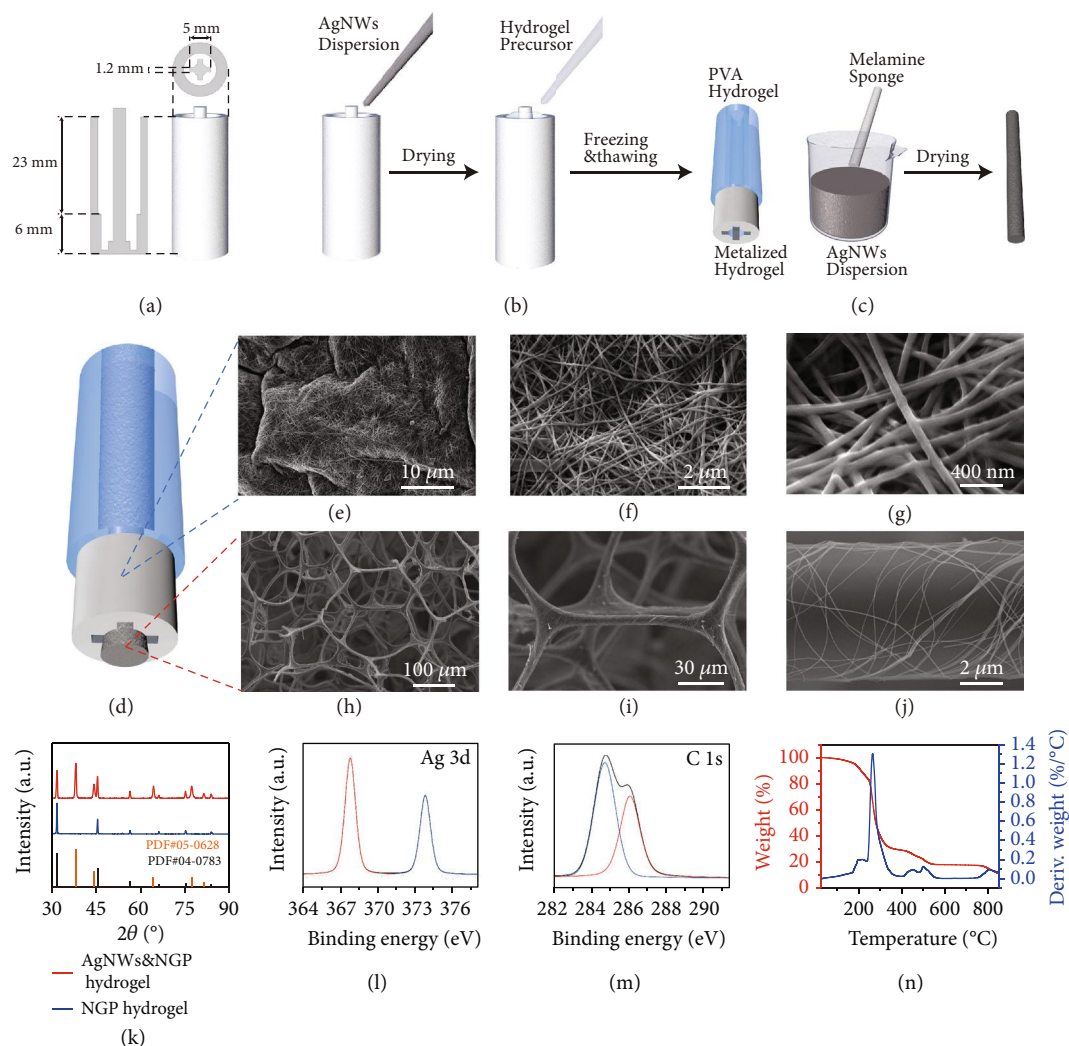 5 mm
1.2 mm
23 mm
6 mm
(a)
AgNWs
Dispersion
Drying
Hydrogel
Precursor
Freezing
&thawing
(b)
PVA
Hydrogel
Metalized
Hydrogel
Melamine
Sponge
Drying
AgNWs
Dispersion
(c)
(d)
10 μm
(e)
2 μm
(f)
400 nm
(g)
100 μm
(h)
30 μm
(i)
2 μm
(j)
Intensity (a.u.)
PDF#05-0628
PDF#04-0783
30 45 60 75 90
2θ (°)
AgNWs&NGP
hydrogel
NGP hydrogel
(k)
Intensity (a.u.)
Ag 3d
364 367 370 373 376
Binding energy (eV)
(l)
Intensity (a.u.)
C 1s
282 284 286 288 290
Binding energy (eV)
(m)
Weight (%)
100
80
60
40
20
0
Deriv. weight (%/°C)
1.4
1.2
1.0
0.8
0.6
0.4
0.2
0.0
200 400 600 800
Temperature (°C)
(n)